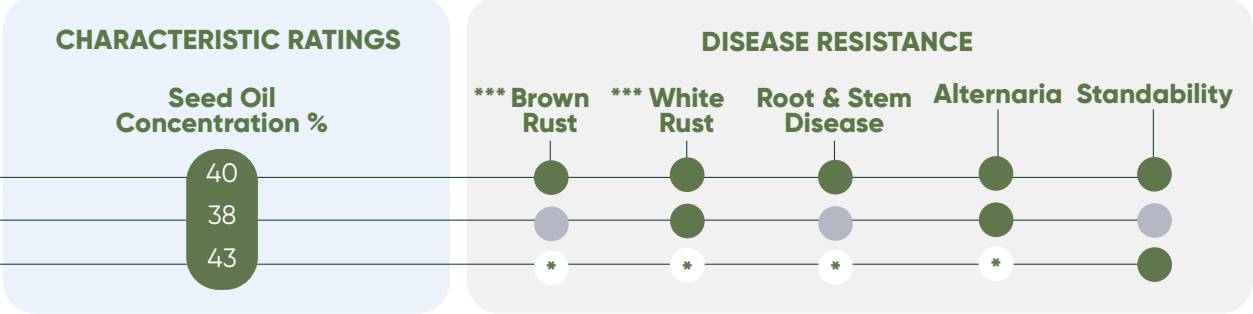 CHARACTERISTIC RATINGS
DISEASE RESISTANCE
Seed Oil
Concentration %
*** Brown
Rust
*** White
Rust
Root & Stem
Disease
Alternaria
Standability
40
38
43
* * * *